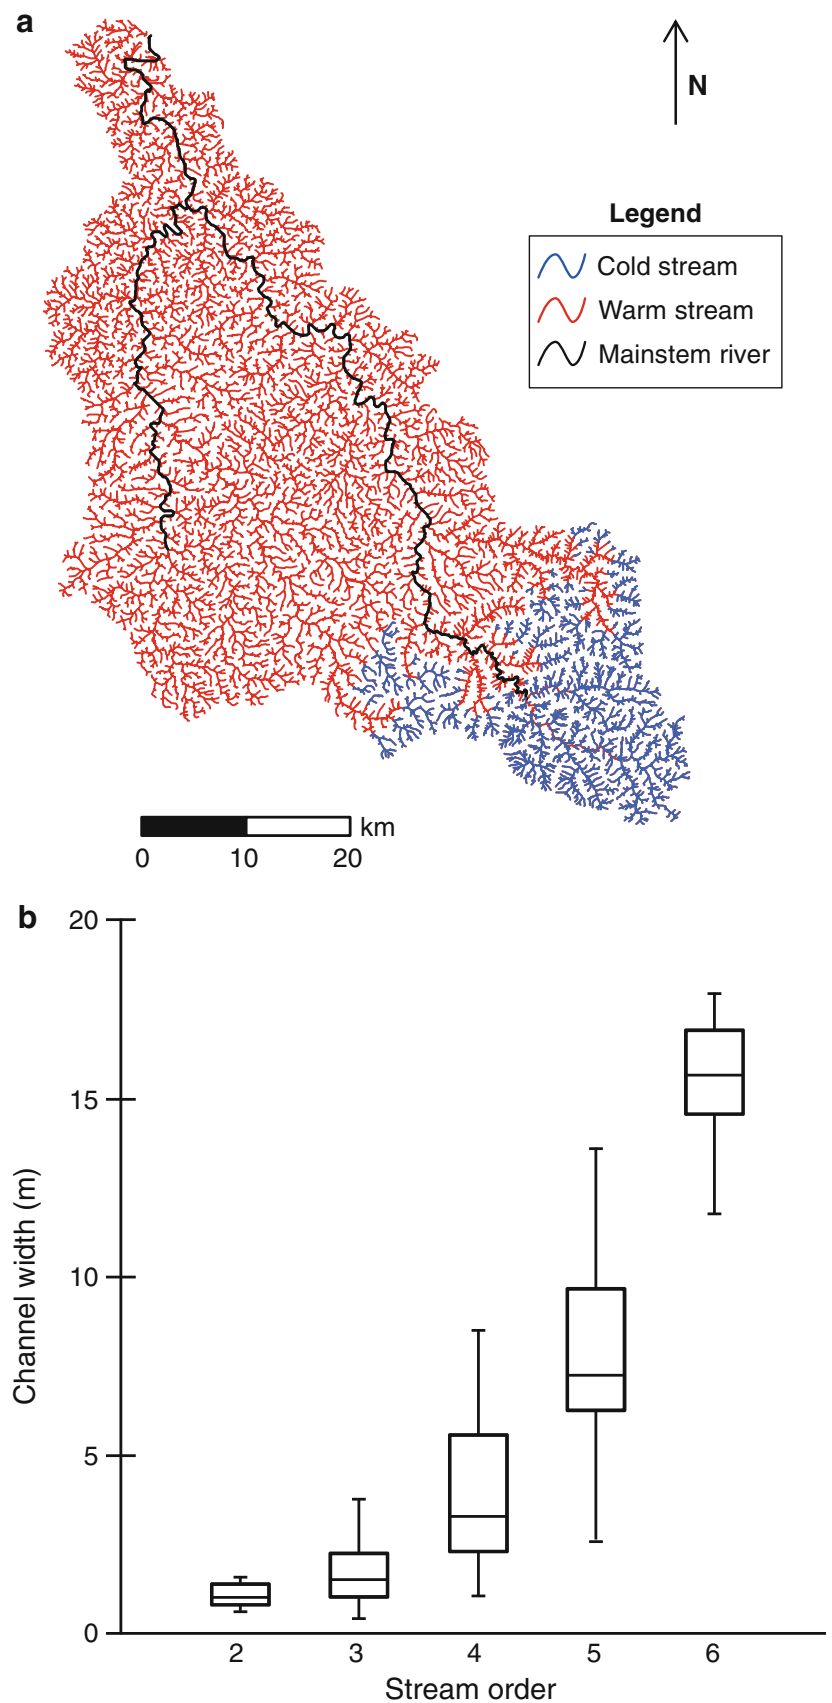 a
N
Legend
Cold stream
Warm stream
Mainstem river
km
0 10 20
b
20
15
10
5
0
Channel width (m)
2 3 4 5 6
Stream order